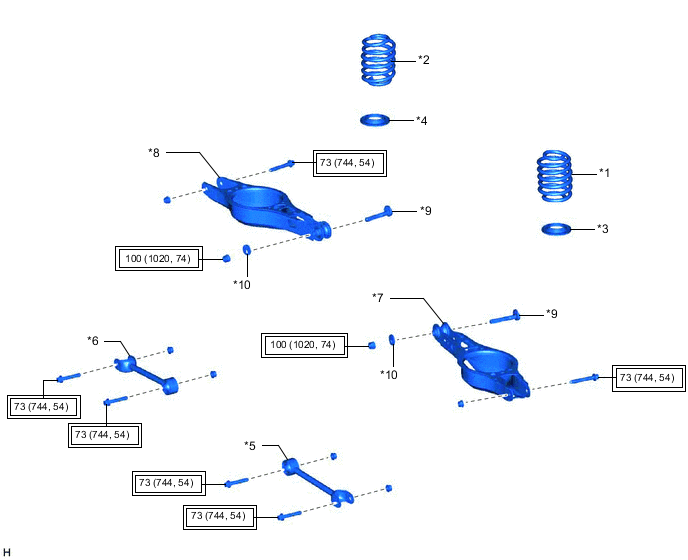 *2
*4
*8
73 (744, 54)
*1
*9
*3
100 (1020, 74)
*10
*7
*9
*6
100 (1020, 74)
*10
73 (744, 54)
73 (744, 54)
73 (744, 54)
*5
73 (744, 54)
73 (744, 54)
H